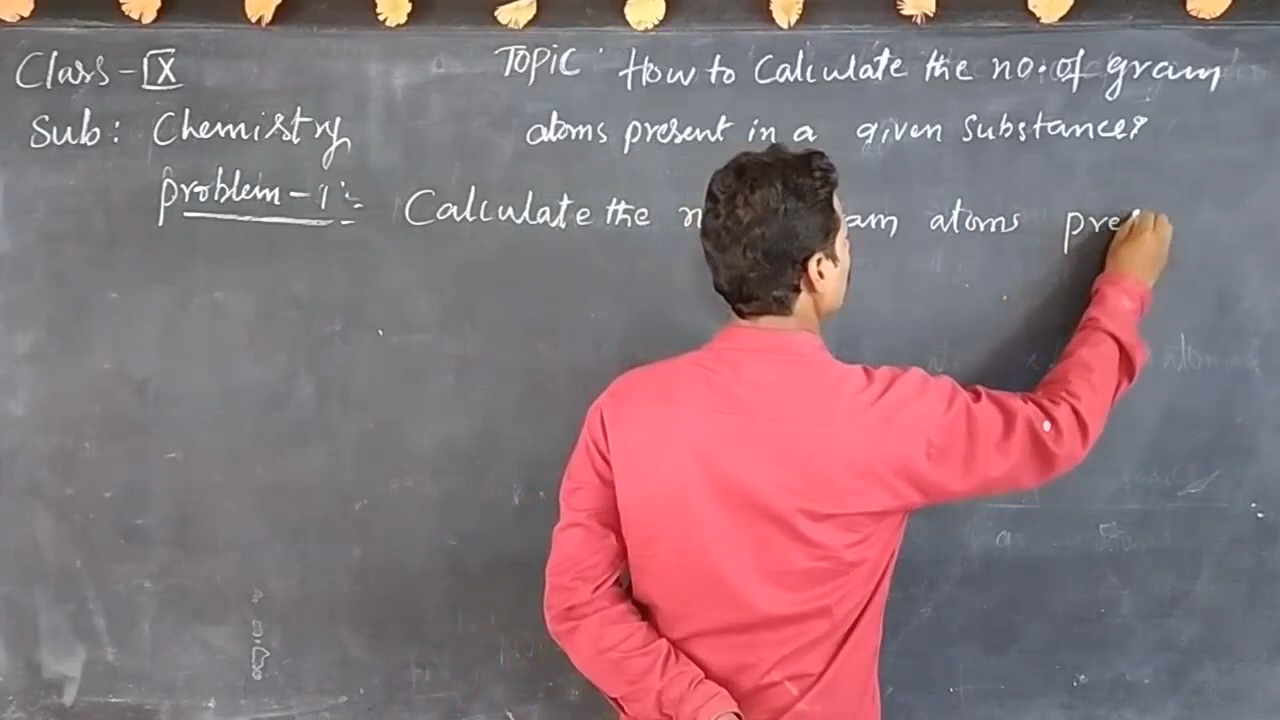 Class - IX
TOPIC : How to Calculate the no. of gram
Sub : Chemistry
atoms present in a given substance?
problem - 1 :- Calculate the n am atoms pre